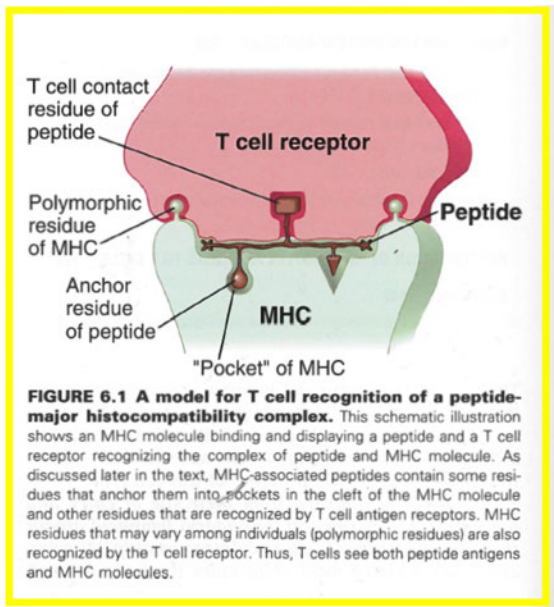 T cell contact
residue of
peptide
T cell receptor
Polymorphic
residue
of MHC
Peptide
Anchor
residue
of peptide
MHC
"Pocket" of MHC
FIGURE 6.1 A model for T cell recognition of a peptide-
major histocompatibility complex. This schematic illustration
shows an MHC molecule binding and displaying a peptide and a T cell
receptor recognizing the complex of peptide and MHC molecule. As
discussed later in the text, MHC-associated peptides contain some resi-
dues that anchor them into pockets in the cleft of the MHC molecule
and other residues that are recognized by T cell antigen receptors. MHC
residues that may vary among individuals (polymorphic residues) are also
recognized by the T cell receptor. Thus, T cells see both peptide antigens
and MHC molecules.